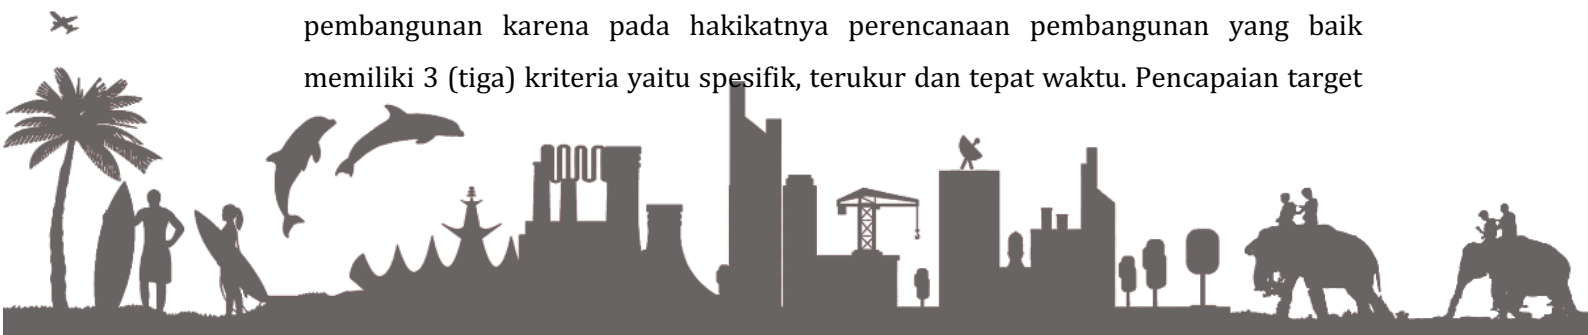 pembangunan karena pada hakikatnya perencanaan pembangunan yang baik
memiliki 3 (tiga) kriteria yaitu spesifik, terukur dan tepat waktu. Pencapaian target